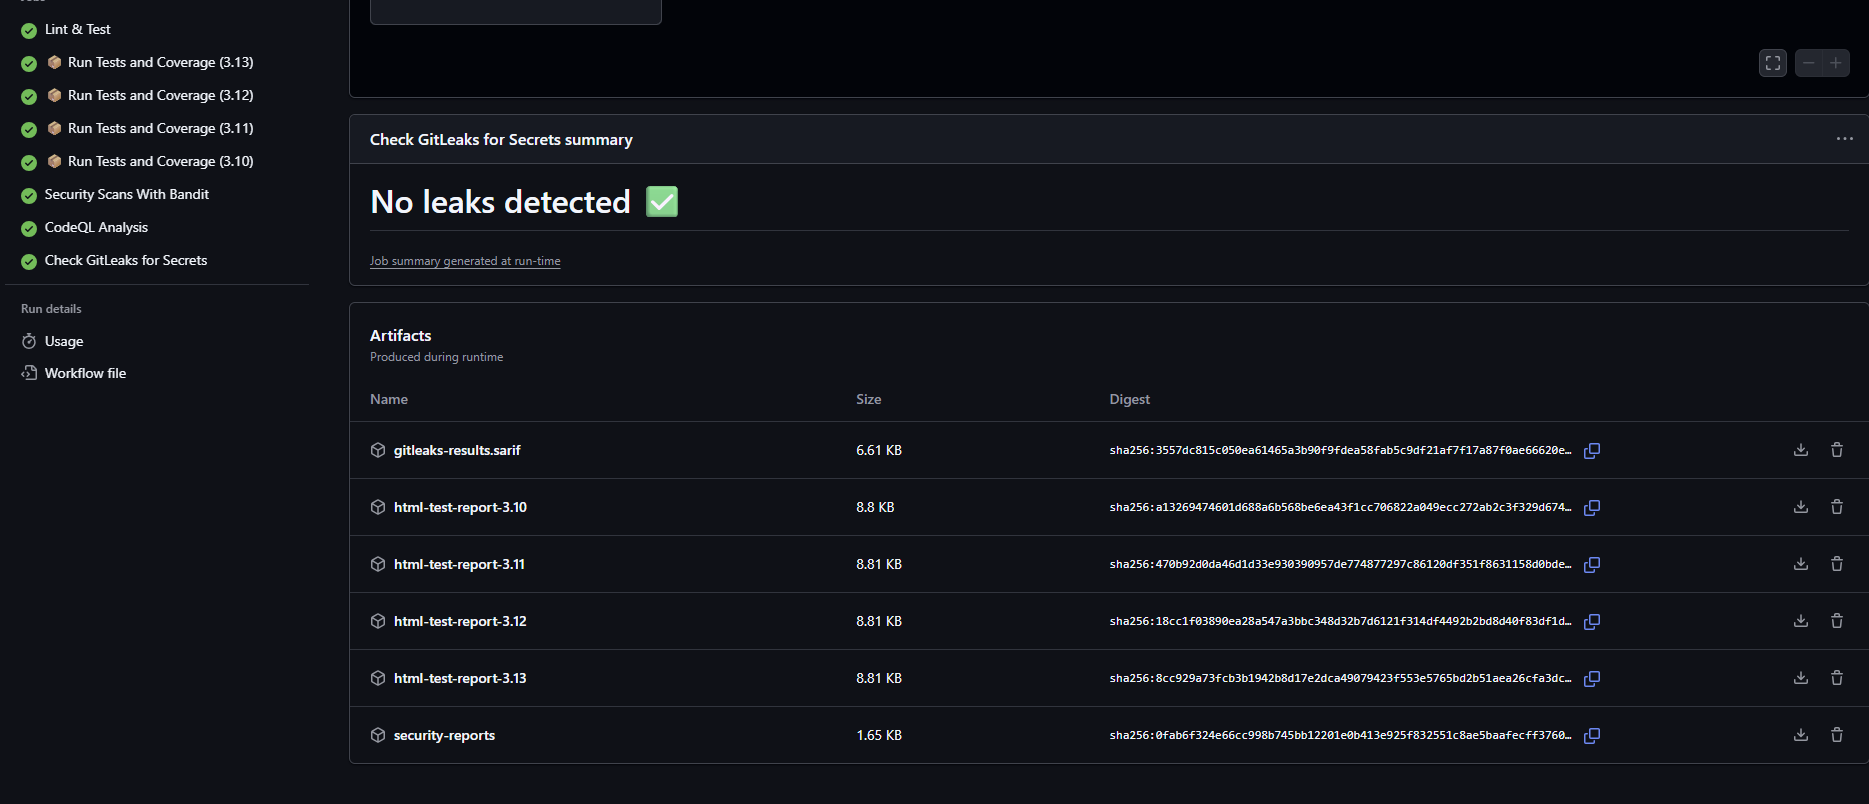 Lint & Test
Run Tests and Coverage (3.13)
Run Tests and Coverage (3.12)
Run Tests and Coverage (3.11)
Run Tests and Coverage (3.10)
Security Scans With Bandit
CodeQL Analysis
Check GitLeaks for Secrets
Run details
Usage
Workflow file
Check GitLeaks for Secrets summary
No leaks detected ✅
Job summary generated at run-time
Artifacts
Produced during runtime
Name Size Digest
gitleaks-results.sarif 6.61 KB sha256:3557dc815c050ea61465a3b90f9fdea58fab5c9df21af7f17a87f0ae66620e…
html-test-report-3.10 8.8 KB sha256:a13269474601d688a6b568be6ea43f1cc706822a049ecc272ab2c3f329d674…
html-test-report-3.11 8.81 KB sha256:470b92d0da46d1d33e930390957de774877297c86120df351f8631158d0bde…
html-test-report-3.12 8.81 KB sha256:18cc1f03890ea28a547a3bbc348d32b7d6121f314df4492b2bd8d40f83df1d…
html-test-report-3.13 8.81 KB sha256:8cc929a73fcb3b1942b8d17e2dca49079423f553e5765bd2b51aea26cfa3dc…
security-reports 1.65 KB sha256:0fab6f324e66cc998b745bb12201e0b413e925f832551c8ae5baafecff3760…